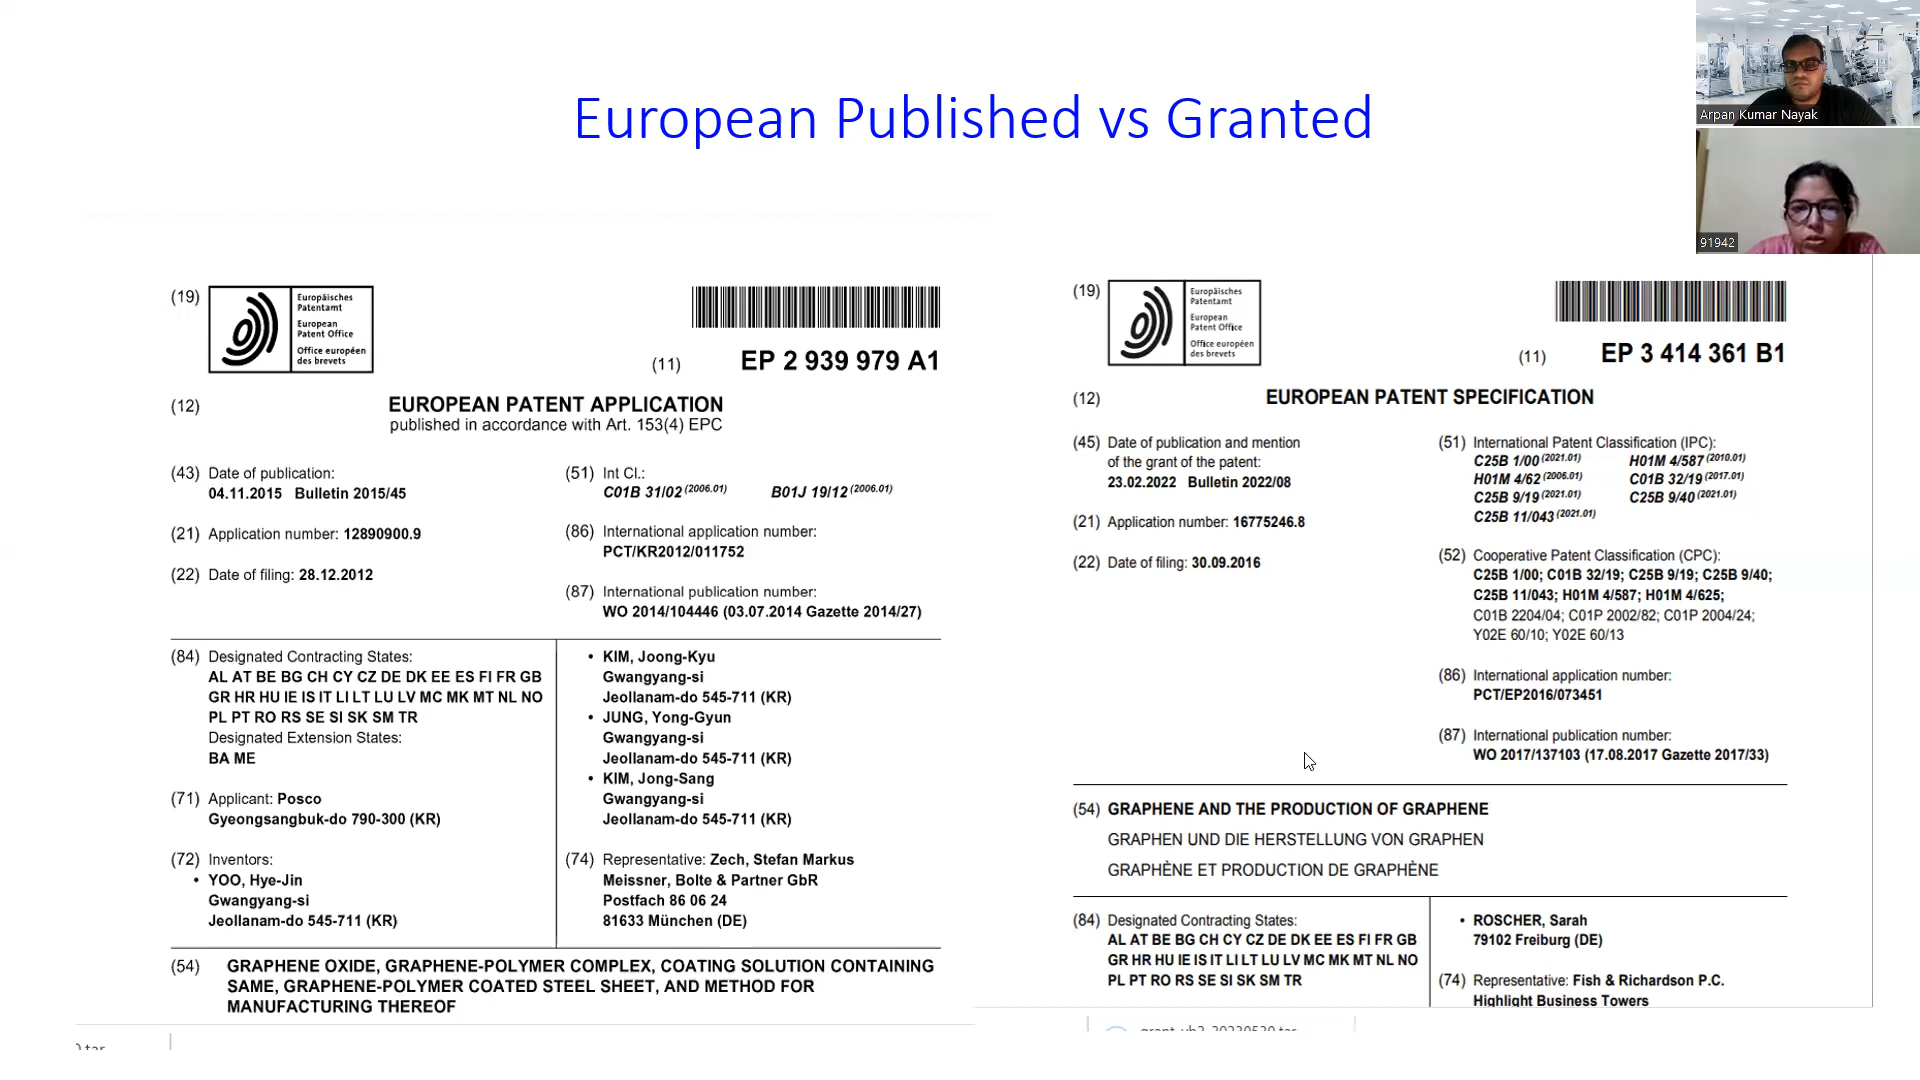 European Published vs Granted
Arpan Kumar Nayak
91942
(19)
Europäisches
Patentamt
European
Patent Office
Office européen
des brevets
(11) EP 2 939 979 A1
(12) EUROPEAN PATENT APPLICATION
published in accordance with Art. 153(4) EPC
(43) Date of publication:
04.11.2015 Bulletin 2015/45
(21) Application number: 12890900.9
(22) Date of filing: 28.12.2012
(51) Int Cl.:
C01B 31/02 (2006.01) B01J 19/12 (2006.01)
(86) International application number:
PCT/KR2012/011752
(87) International publication number:
WO 2014/104446 (03.07.2014 Gazette 2014/27)
(84) Designated Contracting States:
AL AT BE BG CH CY CZ DE DK EE ES FI FR GB
GR HR HU IE IS IT LI LT LU LV MC MK MT NL NO
PL PT RO RS SE SI SK SM TR
Designated Extension States:
BA ME
(71) Applicant: Posco
Gyeongsangbuk-do 790-300 (KR)
(72) Inventors:
• YOO, Hye-Jin
Gwangyang-si
Jeollanam-do 545-711 (KR)
• KIM, Joong-Kyu
Gwangyang-si
Jeollanam-do 545-711 (KR)
• JUNG, Yong-Gyun
Gwangyang-si
Jeollanam-do 545-711 (KR)
• KIM, Jong-Sang
Gwangyang-si
Jeollanam-do 545-711 (KR)
(74) Representative: Zech, Stefan Markus
Meissner, Bolte & Partner GbR
Postfach 86 06 24
81633 München (DE)
(54) GRAPHENE OXIDE, GRAPHENE-POLYMER COMPLEX, COATING SOLUTION CONTAINING
SAME, GRAPHENE-POLYMER COATED STEEL SHEET, AND METHOD FOR
MANUFACTURING THEREOF
(19)
Europäisches
Patentamt
European
Patent Office
Office européen
des brevets
(11) EP 3 414 361 B1
(12) EUROPEAN PATENT SPECIFICATION
(45) Date of publication and mention
of the grant of the patent:
23.02.2022 Bulletin 2022/08
(21) Application number: 16775246.8
(22) Date of filing: 30.09.2016
(51) International Patent Classification (IPC):
C25B 1/00 (2021.01) H01M 4/587 (2010.01)
H01M 4/62 (2006.01) C01B 32/19 (2017.01)
C25B 9/19 (2021.01) C25B 9/40 (2021.01)
C25B 11/043 (2021.01)
(52) Cooperative Patent Classification (CPC):
C25B 1/00; C01B 32/19; C25B 9/19; C25B 9/40;
C25B 11/043; H01M 4/587; H01M 4/625;
C01B 2204/04; C01P 2002/82; C01P 2004/24;
Y02E 60/10; Y02E 60/13
(86) International application number:
PCT/EP2016/073451
(87) International publication number:
WO 2017/137103 (17.08.2017 Gazette 2017/33)
(54) GRAPHENE AND THE PRODUCTION OF GRAPHENE
GRAPHEN UND DIE HERSTELLUNG VON GRAPHEN
GRAPHÈNE ET PRODUCTION DE GRAPHÈNE
(84) Designated Contracting States:
AL AT BE BG CH CY CZ DE DK EE ES FI FR GB
GR HR HU IE IS IT LI LT LU LV MC MK MT NL NO
PL PT RO RS SE SI SK SM TR
• ROSCHER, Sarah
79102 Freiburg (DE)
(74) Representative: Fish & Richardson P.C.
Highlight Business Towers